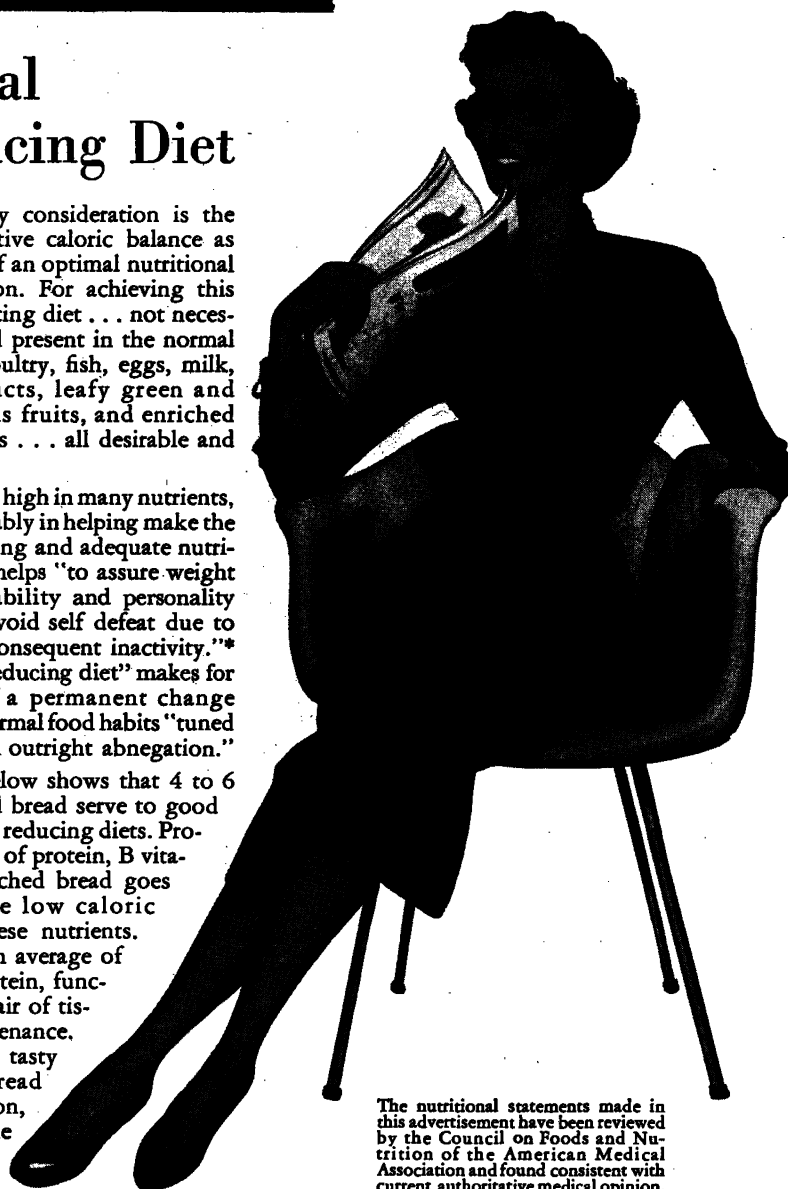 al
cing Diet
y consideration is the
tive caloric balance as
f an optimal nutritional
on. For achieving this
cing diet . . . not neces-
l present in the normal
oultry, fish, eggs, milk,
ucts, leafy green and
s fruits, and enriched
s . . . all desirable and
high in many nutrients,
bly in helping make the
ng and adequate nutri-
helps "to assure weight
ability and personality
void self defeat due to
onsequent inactivity."*
educing diet" makes for
a permanent change
rmal food habits "tuned
outright abnegation."
low shows that 4 to 6
l bread serve to good
reducing diets. Pro-
of protein, B vita-
ched bread goes
e low caloric
ese nutrients.
n average of
tein, func-
air of tis-
enance.
tasty
read
on,
e
The nutritional statements made in
this advertisement have been reviewed
by the Council on Foods and Nu-
trition of the American Medical
Association and found consistent with
current authoritative medical opinion.